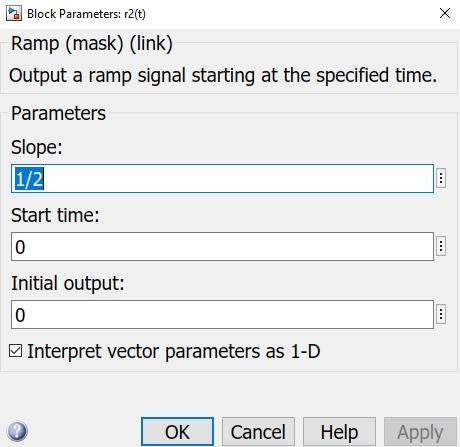 Block Parameters: r2(t)
Ramp (mask) (link)
Output a ramp signal starting at the specified time.
Parameters
Slope:
1/2
Start time:
0
Initial output:
0
Interpret vector parameters as 1-D
OK Cancel Help Apply